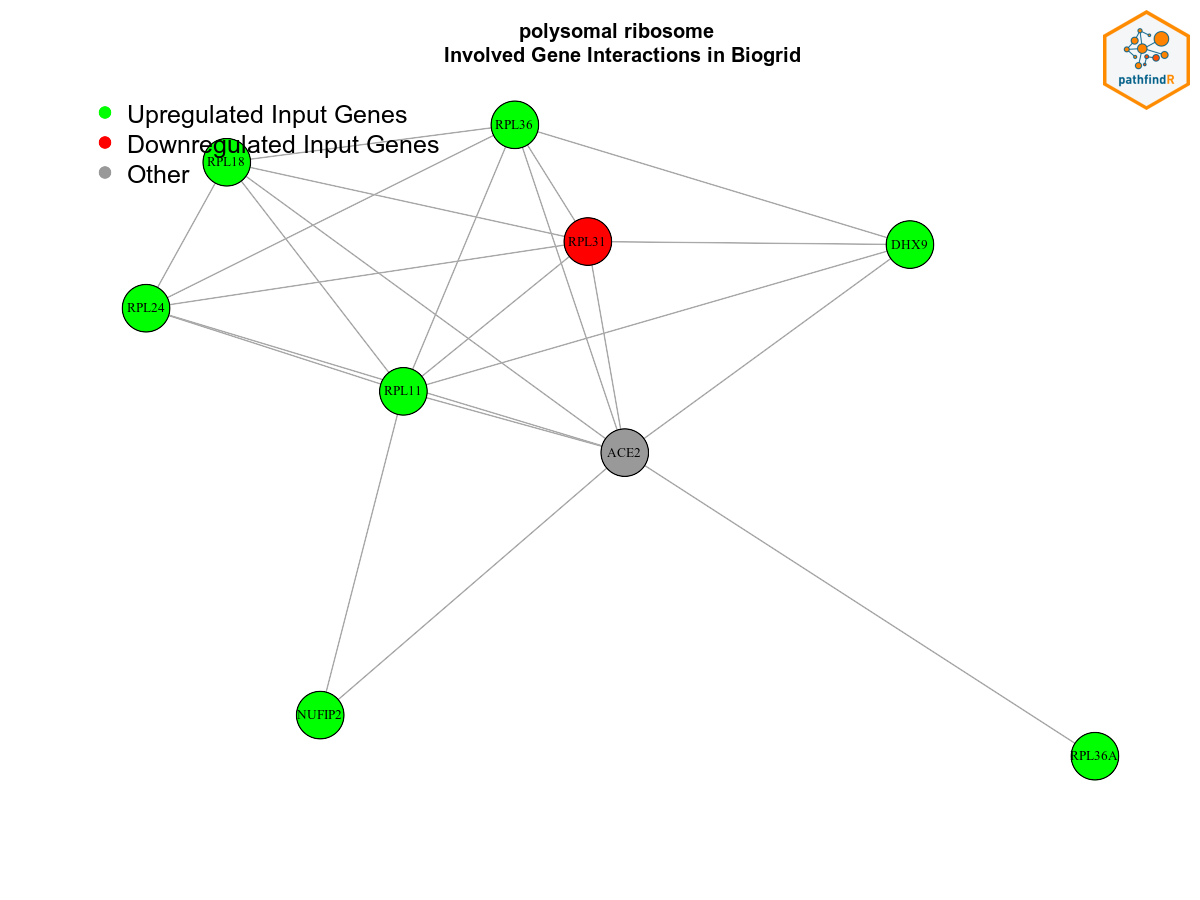 polysomal ribosome
Involved Gene Interactions in Biogrid
pathfindR
Upregulated Input Genes
Downregulated Input Genes
Other
RPL36
RPL18
RPL31
DHX9
RPL24
RPL11
ACE2
NUFIP2
RPL36A